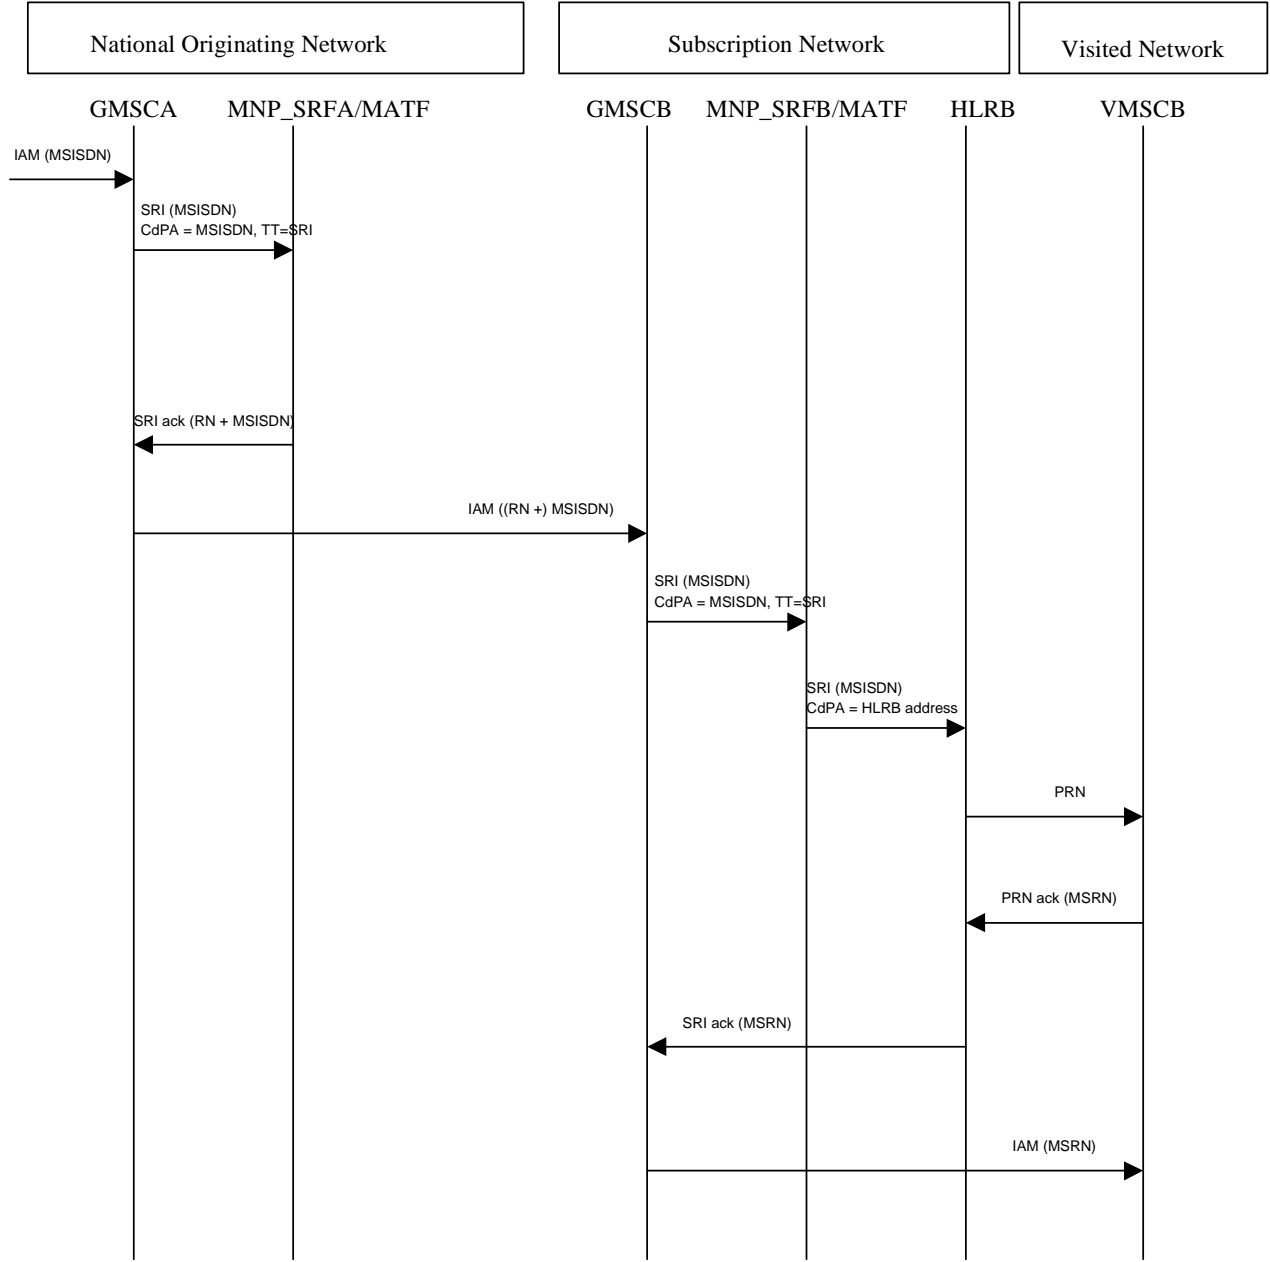 National Originating Network
Subscription Network
Visited Network
GMSCA
MNP_SRFA/MATF
GMSCB
MNP_SRFB/MATF
HLRB
VMSCB
IAM (MSISDN)
SRI (MSISDN)
CdPA = MSISDN, TT=SRI
SRI ack (RN + MSISDN)
IAM ((RN +) MSISDN)
SRI (MSISDN)
CdPA = MSISDN, TT=SRI
SRI (MSISDN)
CdPA = HLRB address
PRN
PRN ack (MSRN)
SRI ack (MSRN)
IAM (MSRN)